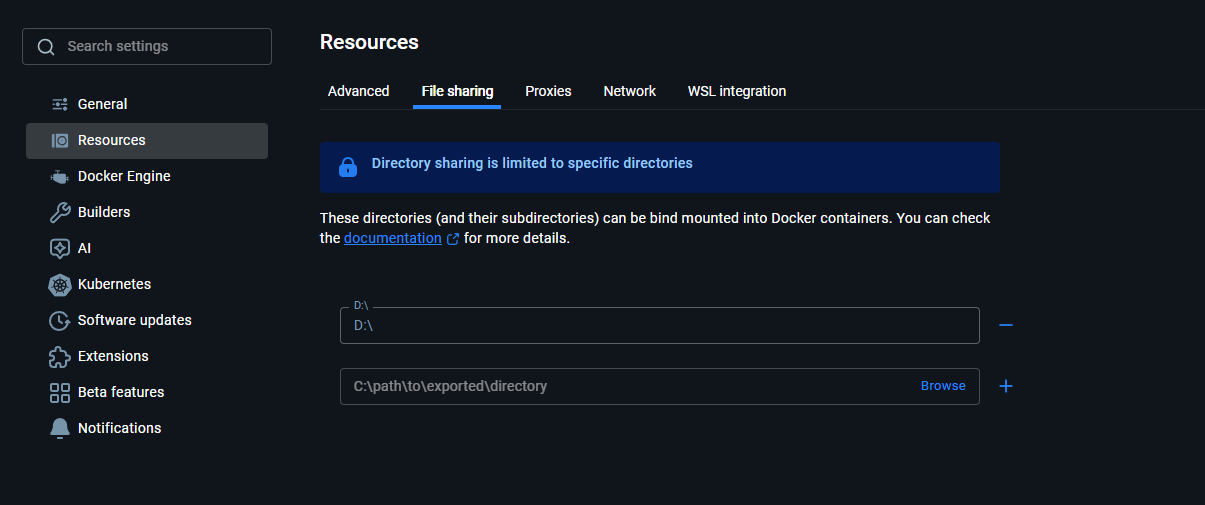 Search settings
General
Resources
Docker Engine
Builders
AI
Kubernetes
Software updates
Extensions
Beta features
Notifications
Resources
Advanced
File sharing
Proxies
Network
WSL integration
Directory sharing is limited to specific directories
These directories (and their subdirectories) can be bind mounted into Docker containers. You can check
the documentation for more details.
D:\
D:\
C:\path\to\exported\directory
Browse